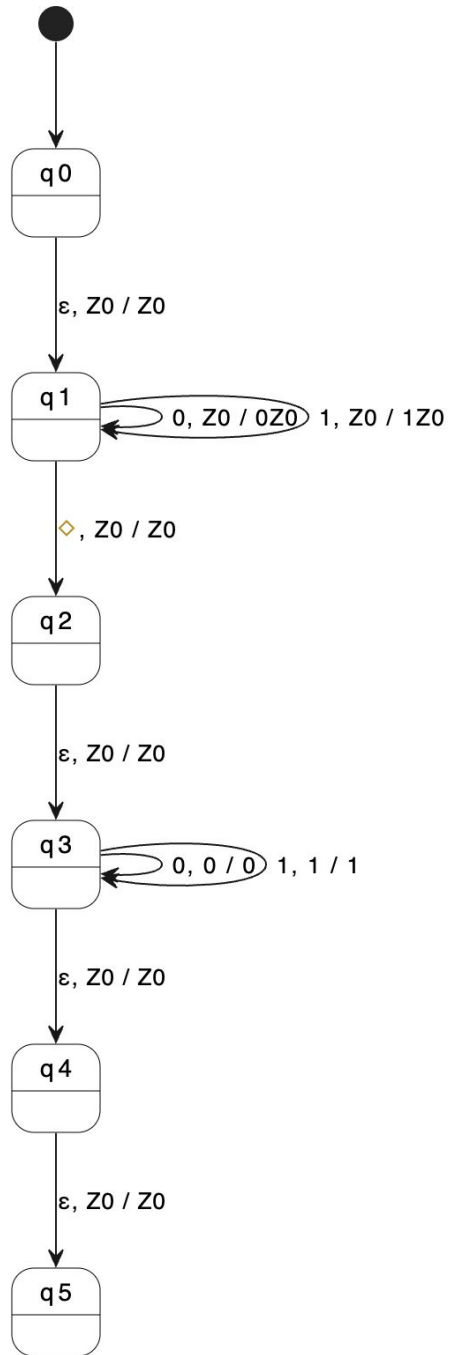 q0
ε, Z0 / Z0
q1
0, Z0 / 0Z0 1, Z0 / 1Z0
◇, Z0 / Z0
q2
ε, Z0 / Z0
q3
0, 0 / 0 1, 1 / 1
ε, Z0 / Z0
q4
ε, Z0 / Z0
q5